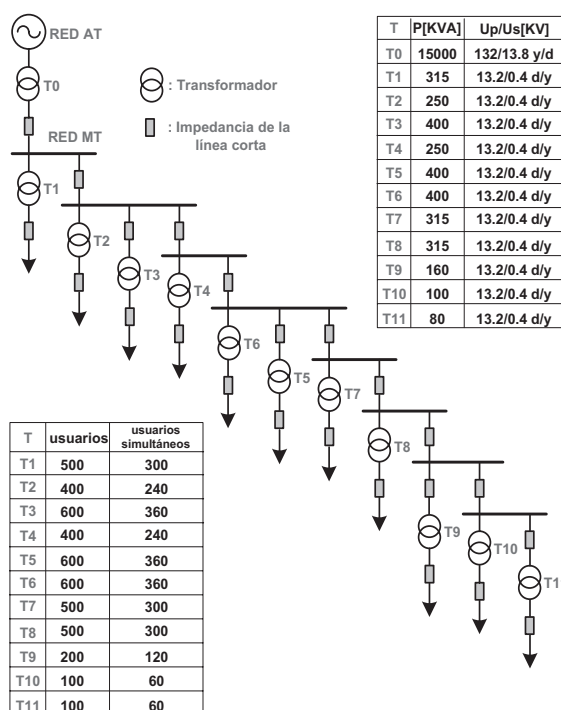 RED AT
T0
: Transformador
RED MT
: Impedancia de la
línea corta
T1
T2
T3
T4
T6
T5
T7
T8
T9
T10
T P[KVA] Up/Us[KV]
T0 15000 132/13.8 y/d
T1 315 13.2/0.4 d/y
T2 250 13.2/0.4 d/y
T3 400 13.2/0.4 d/y
T4 250 13.2/0.4 d/y
T5 400 13.2/0.4 d/y
T6 400 13.2/0.4 d/y
T7 315 13.2/0.4 d/y
T8 315 13.2/0.4 d/y
T9 160 13.2/0.4 d/y
T10 100 13.2/0.4 d/y
T11 80 13.2/0.4 d/y
T usuarios usuarios
simultáneos
T1 500 300
T2 400 240
T3 600 360
T4 400 240
T5 600 360
T6 600 360
T7 500 300
T8 500 300
T9 200 120
T10 100 60
T11 100 60